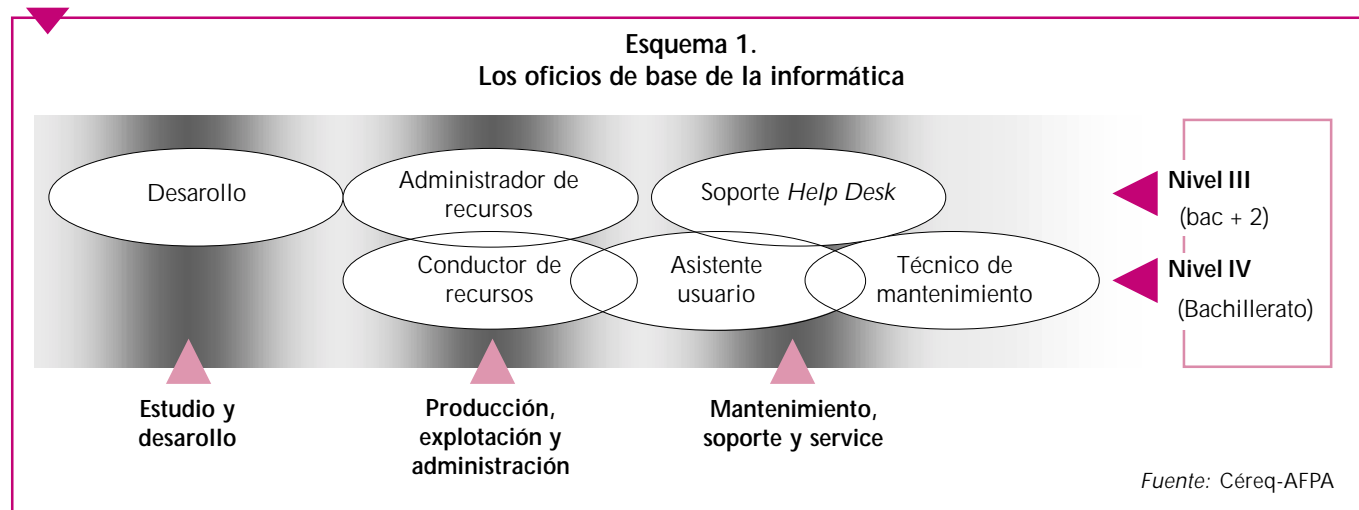 Esquema 1.
Los oficios de base de la informática
Desarollo
Administrador de
recursos
Soporte Help Desk
Nivel III
(bac + 2)
Conductor de
recursos
Asistente
usuario
Técnico de
mantenimiento
Nivel IV
(Bachillerato)
Estudio y
desarollo
Producción,
explotación y
administración
Mantenimiento,
soporte y service
Fuente: Céreq-AFPA